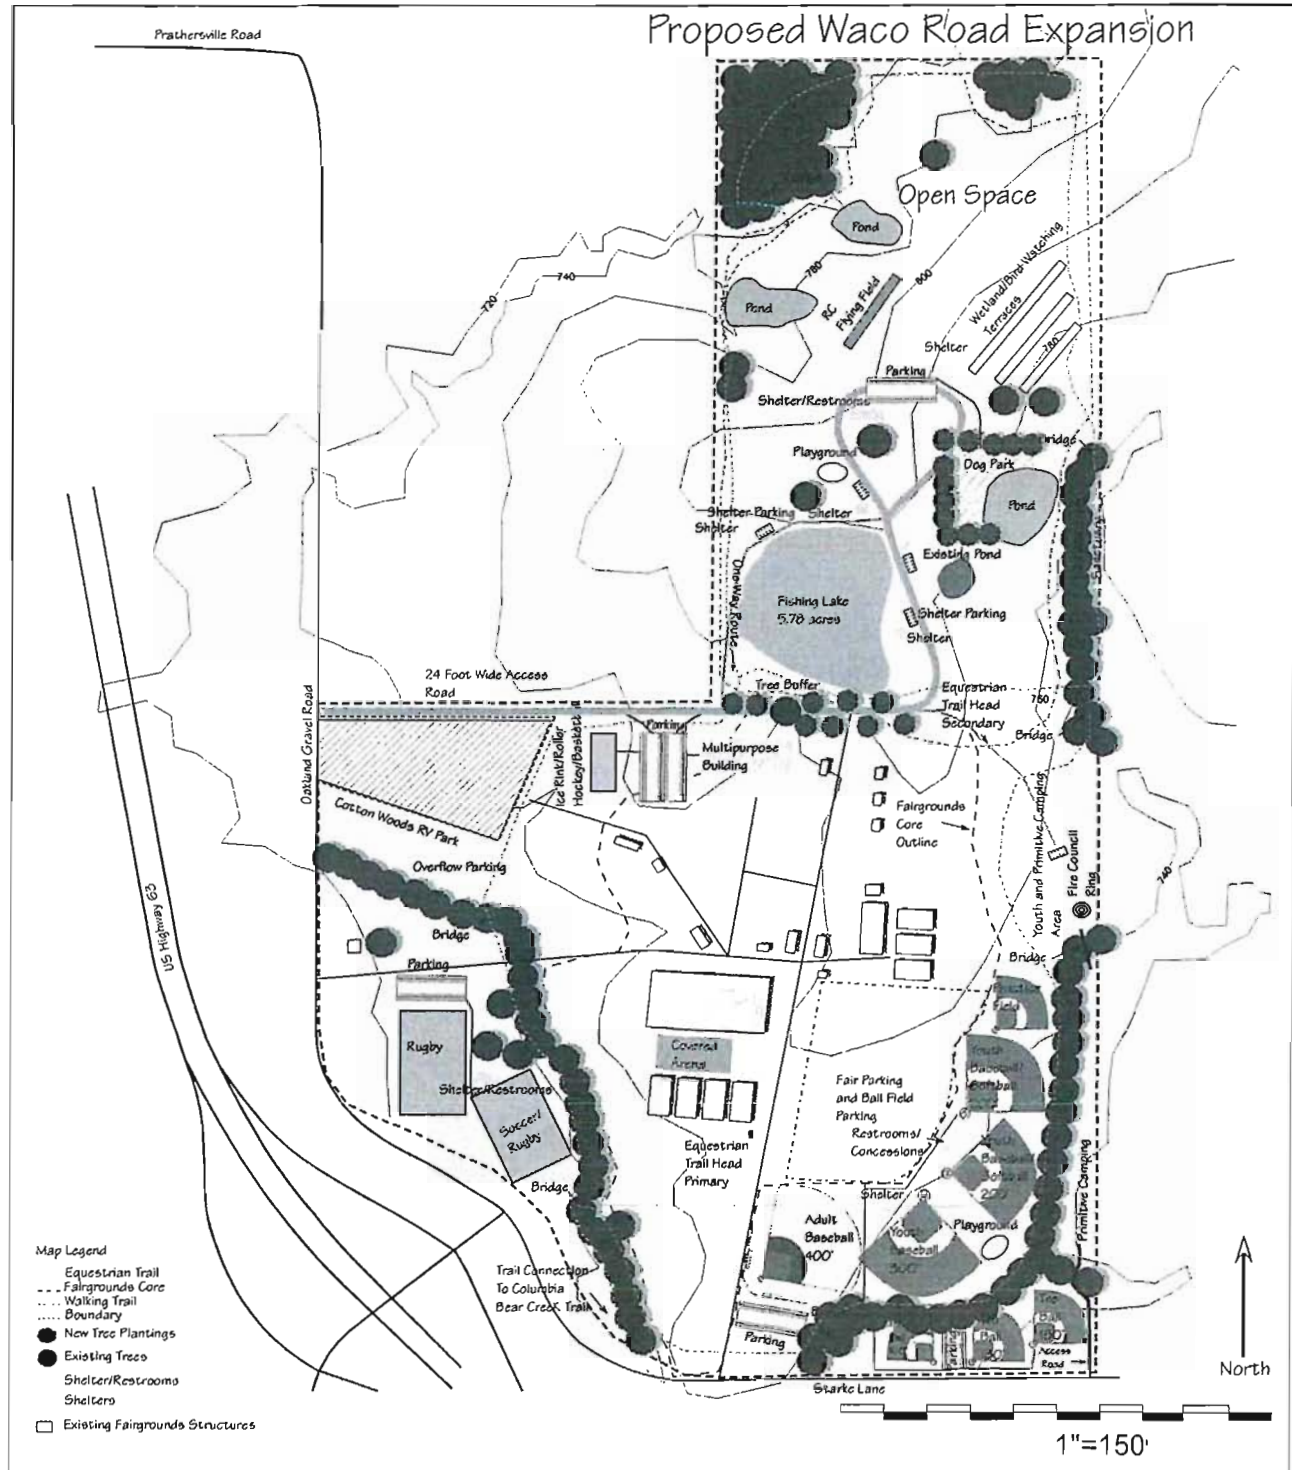 Proposed Waco Road Expansion
Prathersville Road
Open Space
Pond
780
740
720
800
Pond
RC
Flying Field
Wetland/Bird Watching
Terraces
780
Shelter
Parking
Shelter/Restrooms
Playground
Bridge
Dog Park
Pond
Shelter Parking
Shelter
Shelter
Existing Pond
Sanctuary
One-Way Route
Fishing Lake
5.78 acres
Shelter Parking
Shelter
Tree Buffer
24 Foot Wide Access
Road
Equestrian
Trail Head
Secondary
760
Ring
Bridge
Oakland Gravel Road
Parking
Ice Rink/Roller
Multipurpose
Building
Cotton Woods RV Park
Fairgrounds
Core
Outline
Youth and Primitive Camping
Area
Fire Council
Ring
740
Overflow Parking
US Highway 63
Bridge
Parking
Bridge
Practice
Field
Rugby
Covered
Arena
Youth
Baseball/
Softball
Shelter/Restrooms
Soccer/
Rugby
Fair Parking
and Ball Field
Parking
Restrooms/
Concessions
Youth
Baseball
Softball
200'
Equestrian
Trail Head
Primary
Bridge
Shelter
Primitive Camping
Adult
Baseball
400'
Youth
Baseball
300'
Playground
Trail Connection
To Columbia
Bear Creek Trail
Parking
Parking
Ball
Ball
Access
Road
Starke Lane
Map Legend
Equestrian Trail
Fairgrounds Core
Walking Trail
Boundary
New Tree Plantings
Existing Trees
Shelter/Restrooms
Shelters
Existing Fairgrounds Structures
North
1"=150'